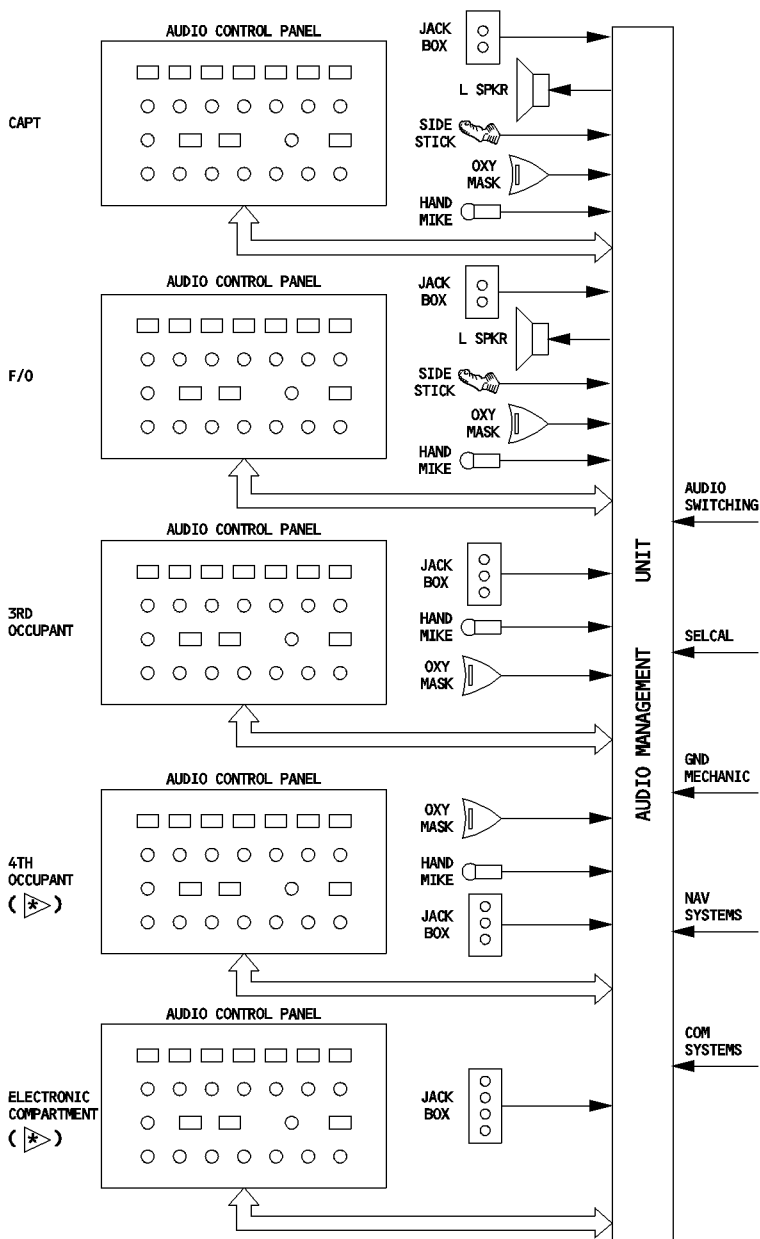 AUDIO CONTROL PANEL
CAPT
JACK
BOX
L SPKR
SIDE
STICK
OXY
MASK
HAND
MIKE
AUDIO CONTROL PANEL
F/O
JACK
BOX
L SPKR
SIDE
STICK
OXY
MASK
HAND
MIKE
AUDIO CONTROL PANEL
3RD
OCCUPANT
JACK
BOX
HAND
MIKE
OXY
MASK
AUDIO CONTROL PANEL
4TH
OCCUPANT
(*)
OXY
MASK
HAND
MIKE
JACK
BOX
AUDIO CONTROL PANEL
ELECTRONIC
COMPARTMENT
(*)
JACK
BOX
AUDIO MANAGEMENT UNIT
AUDIO
SWITCHING
SELCAL
GND
MECHANIC
NAV
SYSTEMS
COM
SYSTEMS